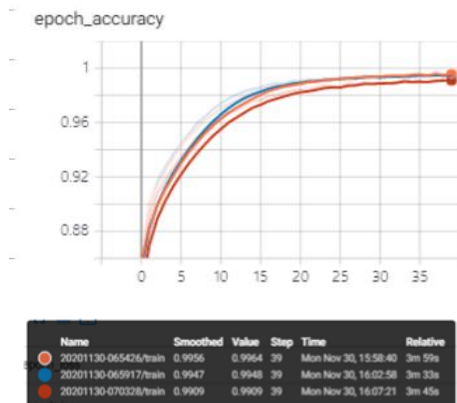 epoch_accuracy
1
0.96
0.92
0.88
0 5 10 15 20 25 30 35
Name Smoothed Value Step Time Relative
20201130-065426/train 0.9956 0.9964 39 Mon Nov 30, 15:58:40 3m 59s
20201130-065917/train 0.9947 0.9948 39 Mon Nov 30, 16:02:58 3m 33s
20201130-070328/train 0.9909 0.9909 39 Mon Nov 30, 16:07:21 3m 45s